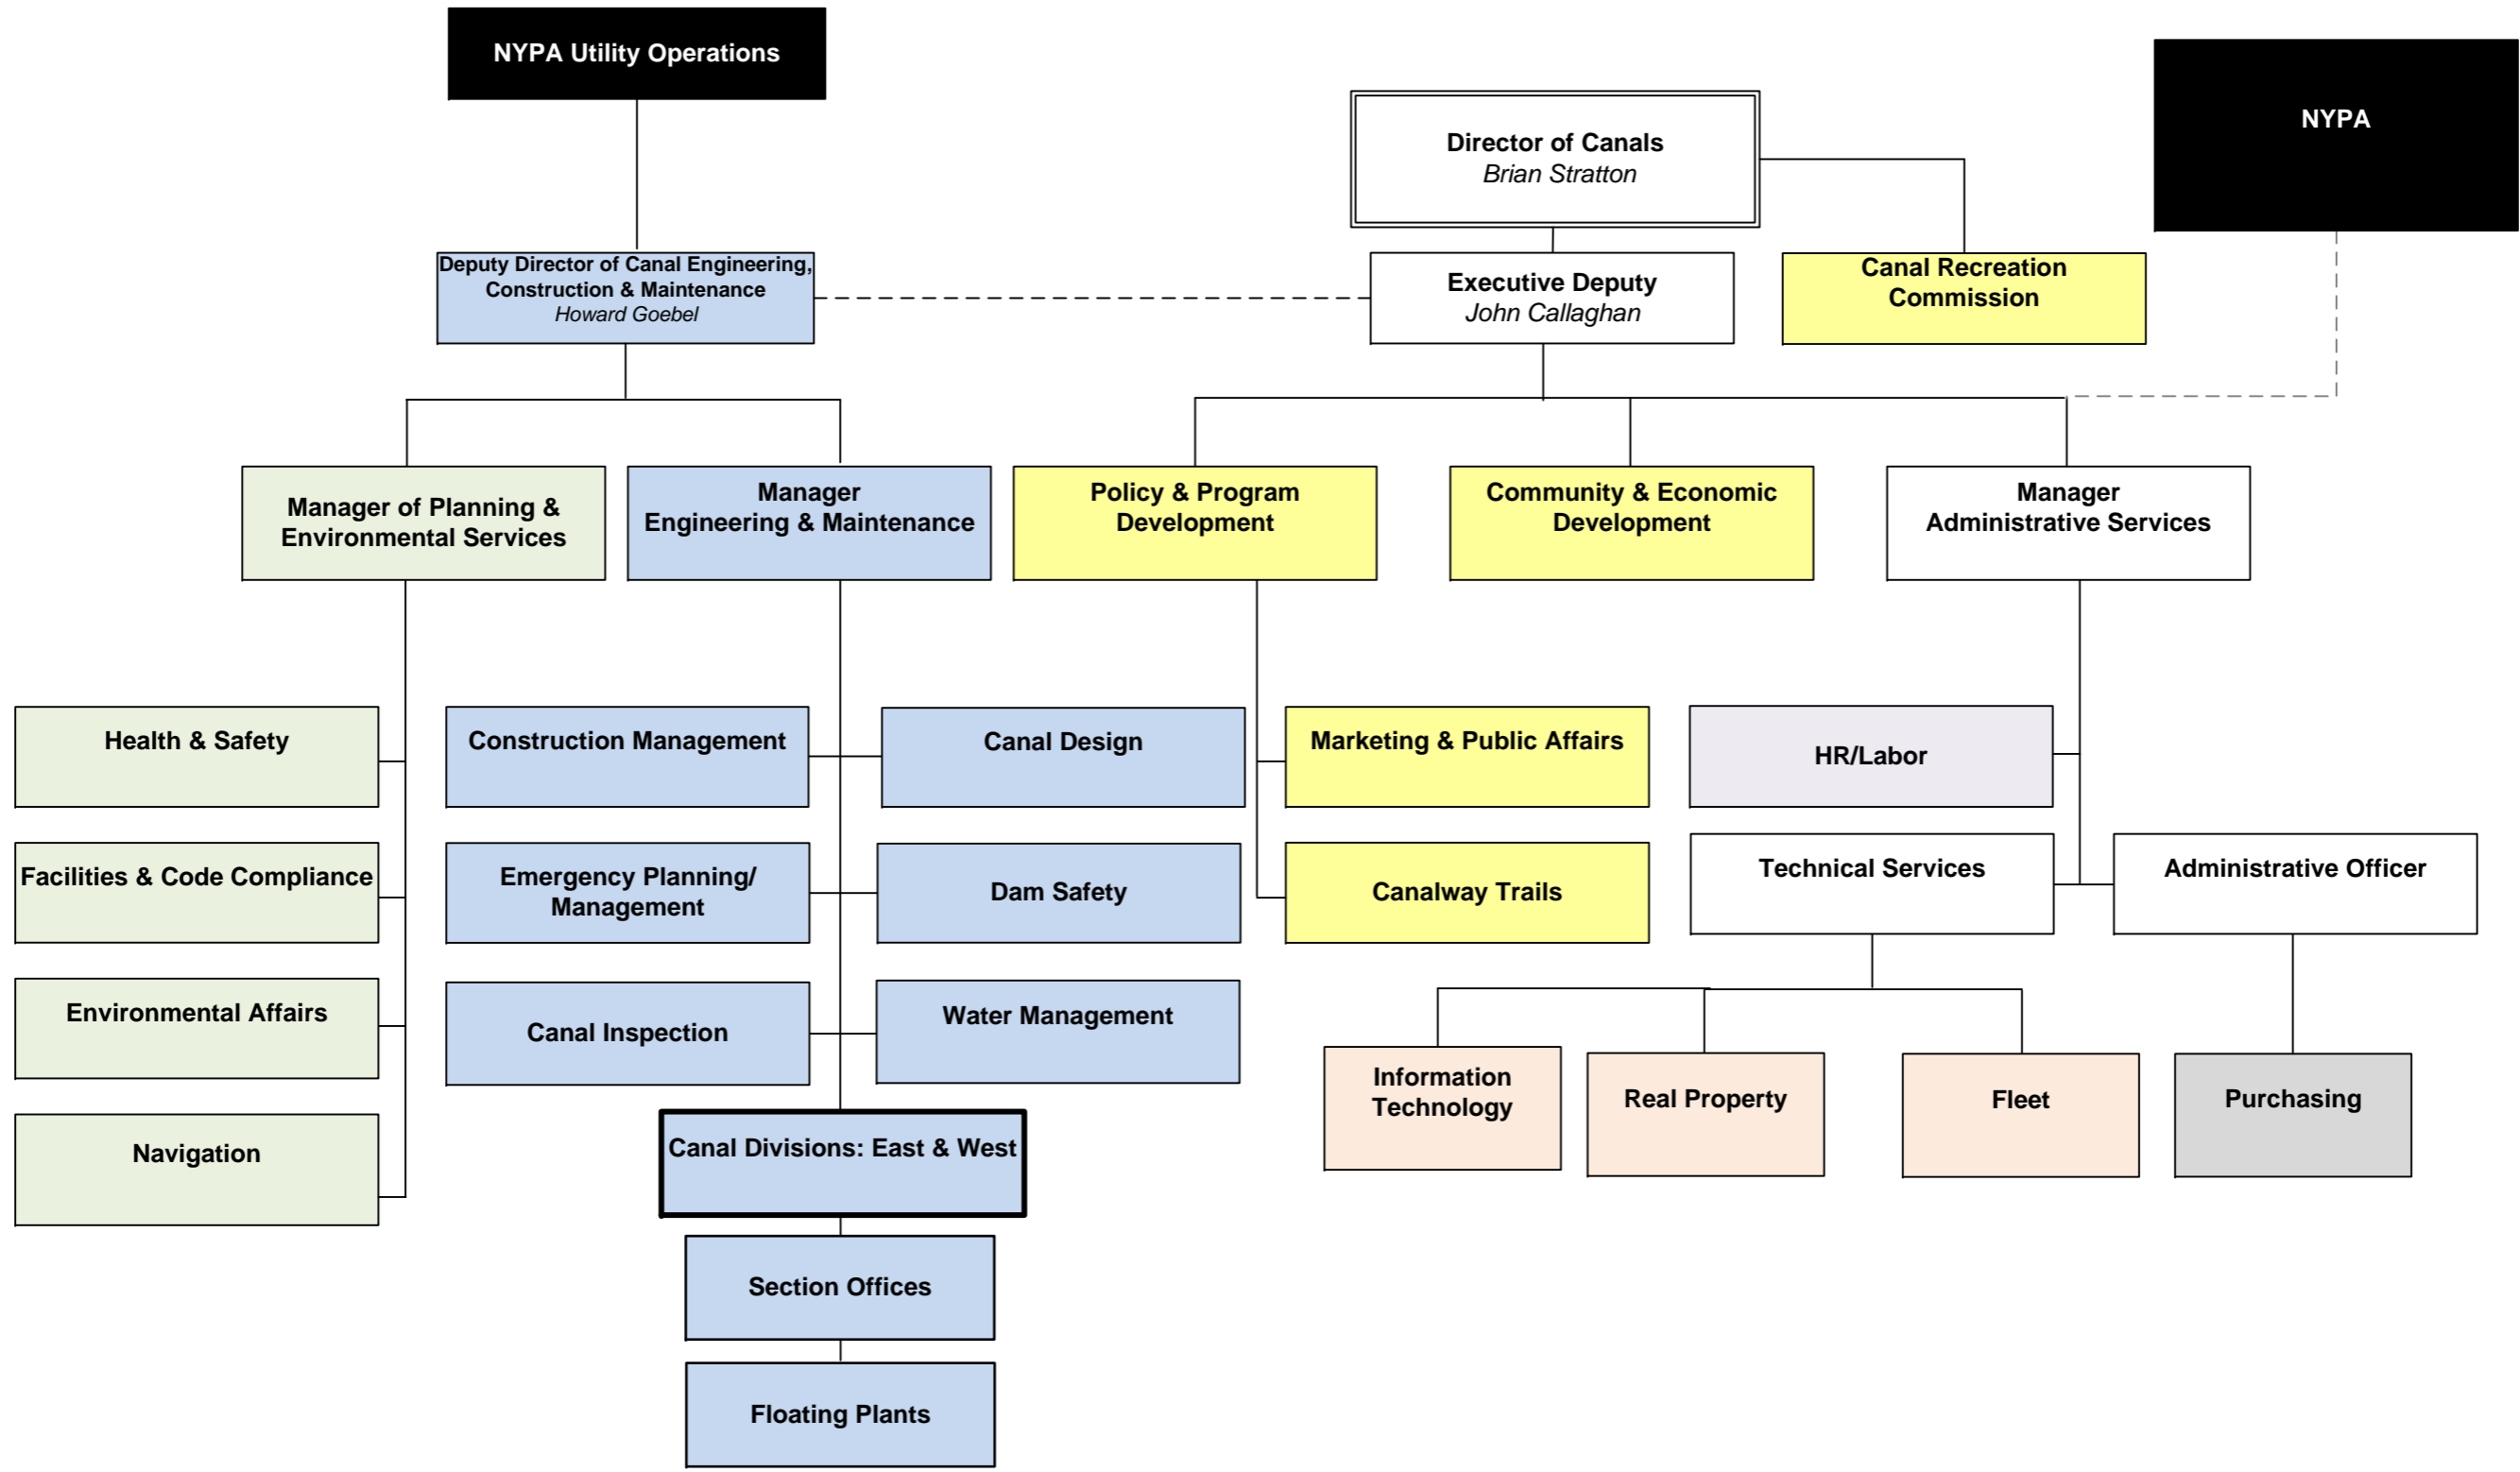 NYPA Utility Operations
NYPA
Director of Canals
Brian Stratton
Deputy Director of Canal Engineering,
Construction & Maintenance
Howard Goebel
Executive Deputy
John Callaghan
Canal Recreation
Commission
Manager of Planning &
Environmental Services
Manager
Engineering & Maintenance
Policy & Program
Development
Community & Economic
Development
Manager
Administrative Services
Health & Safety
Construction Management
Canal Design
Marketing & Public Affairs
HR/Labor
Facilities & Code Compliance
Emergency Planning/
Management
Dam Safety
Canalway Trails
Technical Services
Administrative Officer
Environmental Affairs
Canal Inspection
Water Management
Information
Technology
Real Property
Fleet
Purchasing
Navigation
Canal Divisions: East & West
Section Offices
Floating Plants